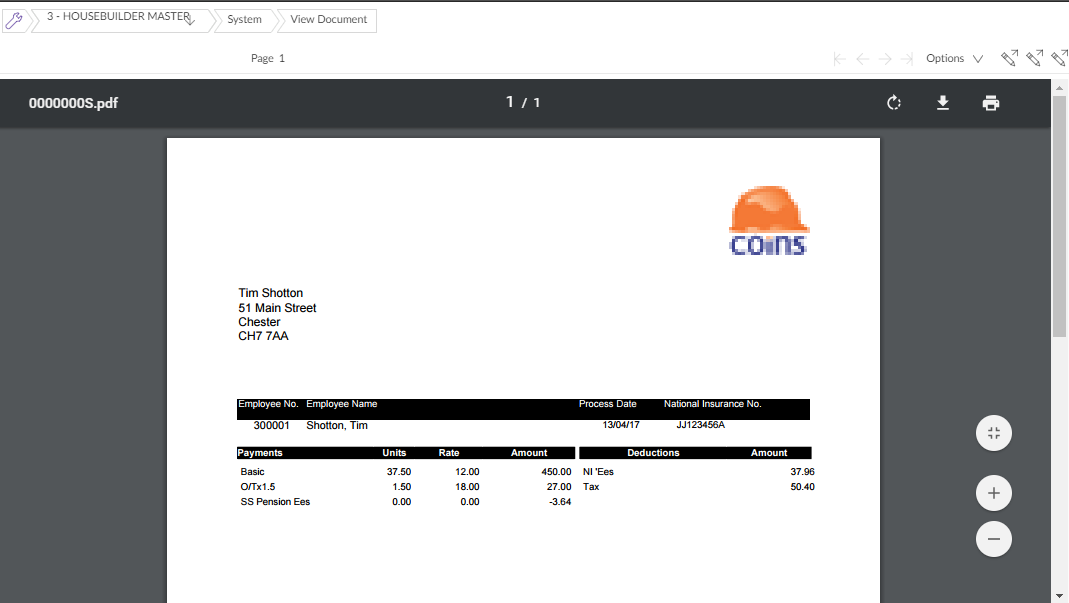 3 - HOUSEBUILDER MASTER System View Document
Page 1 Options
0000000S.pdf 1 / 1
coins
Tim Shotton
51 Main Street
Chester
CH7 7AA
Employee No. Employee Name Process Date National Insurance No.
300001 Shotton, Tim 13/04/17 JJ123456A
Payments Units Rate Amount Deductions Amount
Basic 37.50 12.00 450.00 NI 'Ees 37.96
O/Tx1.5 1.50 18.00 27.00 Tax 50.40
SS Pension Ees 0.00 0.00 -3.64